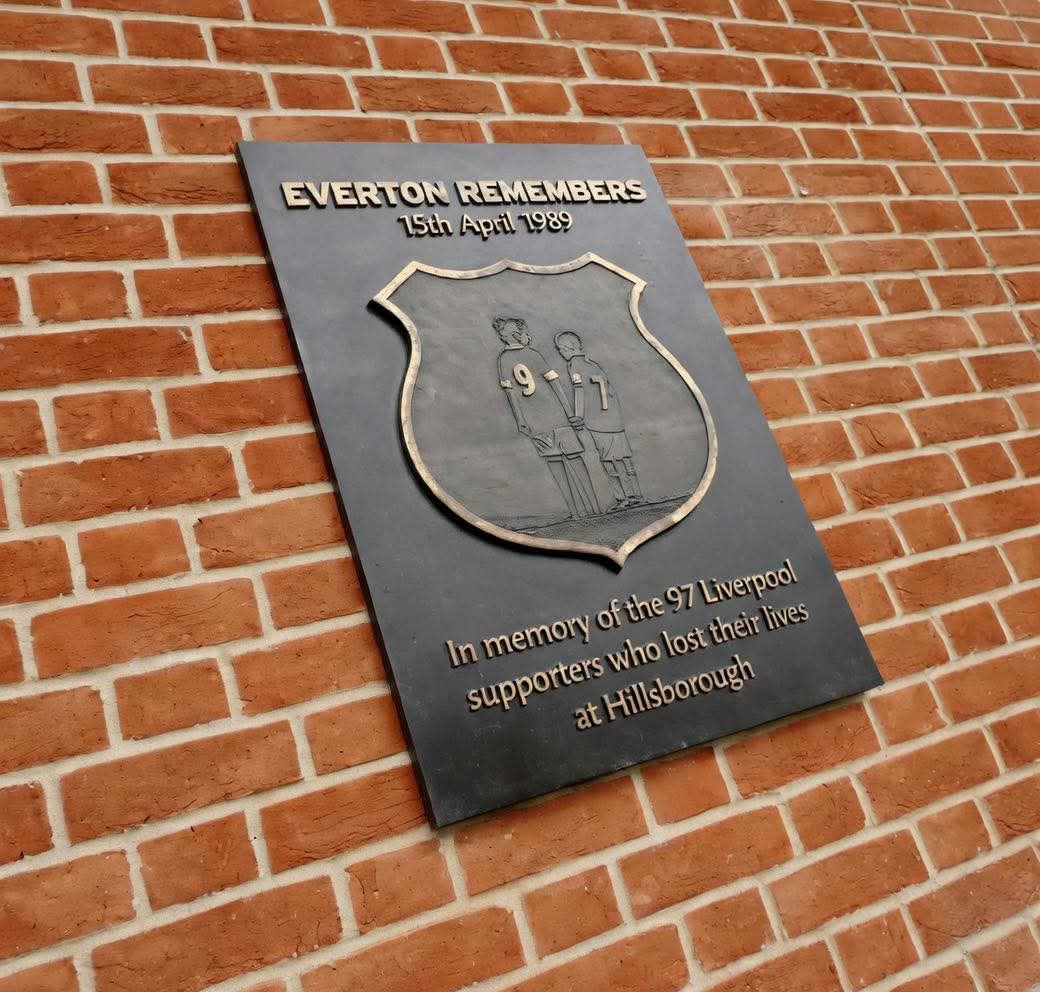 EVERTON REMEMBERS
15th April 1989
9 7
In memory of the 97 Liverpool
supporters who lost their lives
at Hillsborough